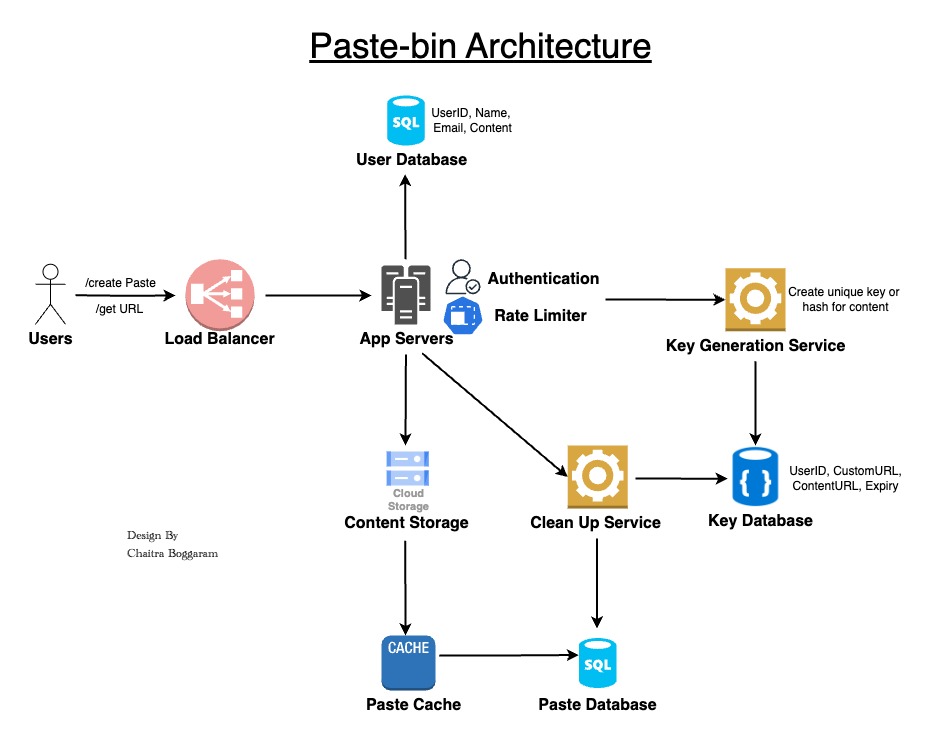 Paste-bin Architecture
SQL
UserID, Name,
Email, Content
User Database
/create Paste
/get URL
Users
Load Balancer
App Servers
Authentication
Rate Limiter
Create unique key or
hash for content
Key Generation Service
Cloud
Storage
Content Storage
Clean Up Service
{ }
UserID, CustomURL,
ContentURL, Expiry
Key Database
Design By
Chaitra Boggaram
CACHE
Paste Cache
SQL
Paste Database